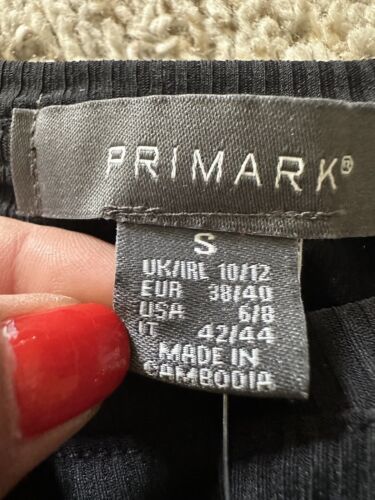 PRIMARK®
S
UK/IRL 10/12
EUR 38/40
USA 6/8
IT 42/44
MADE IN
CAMBODIA